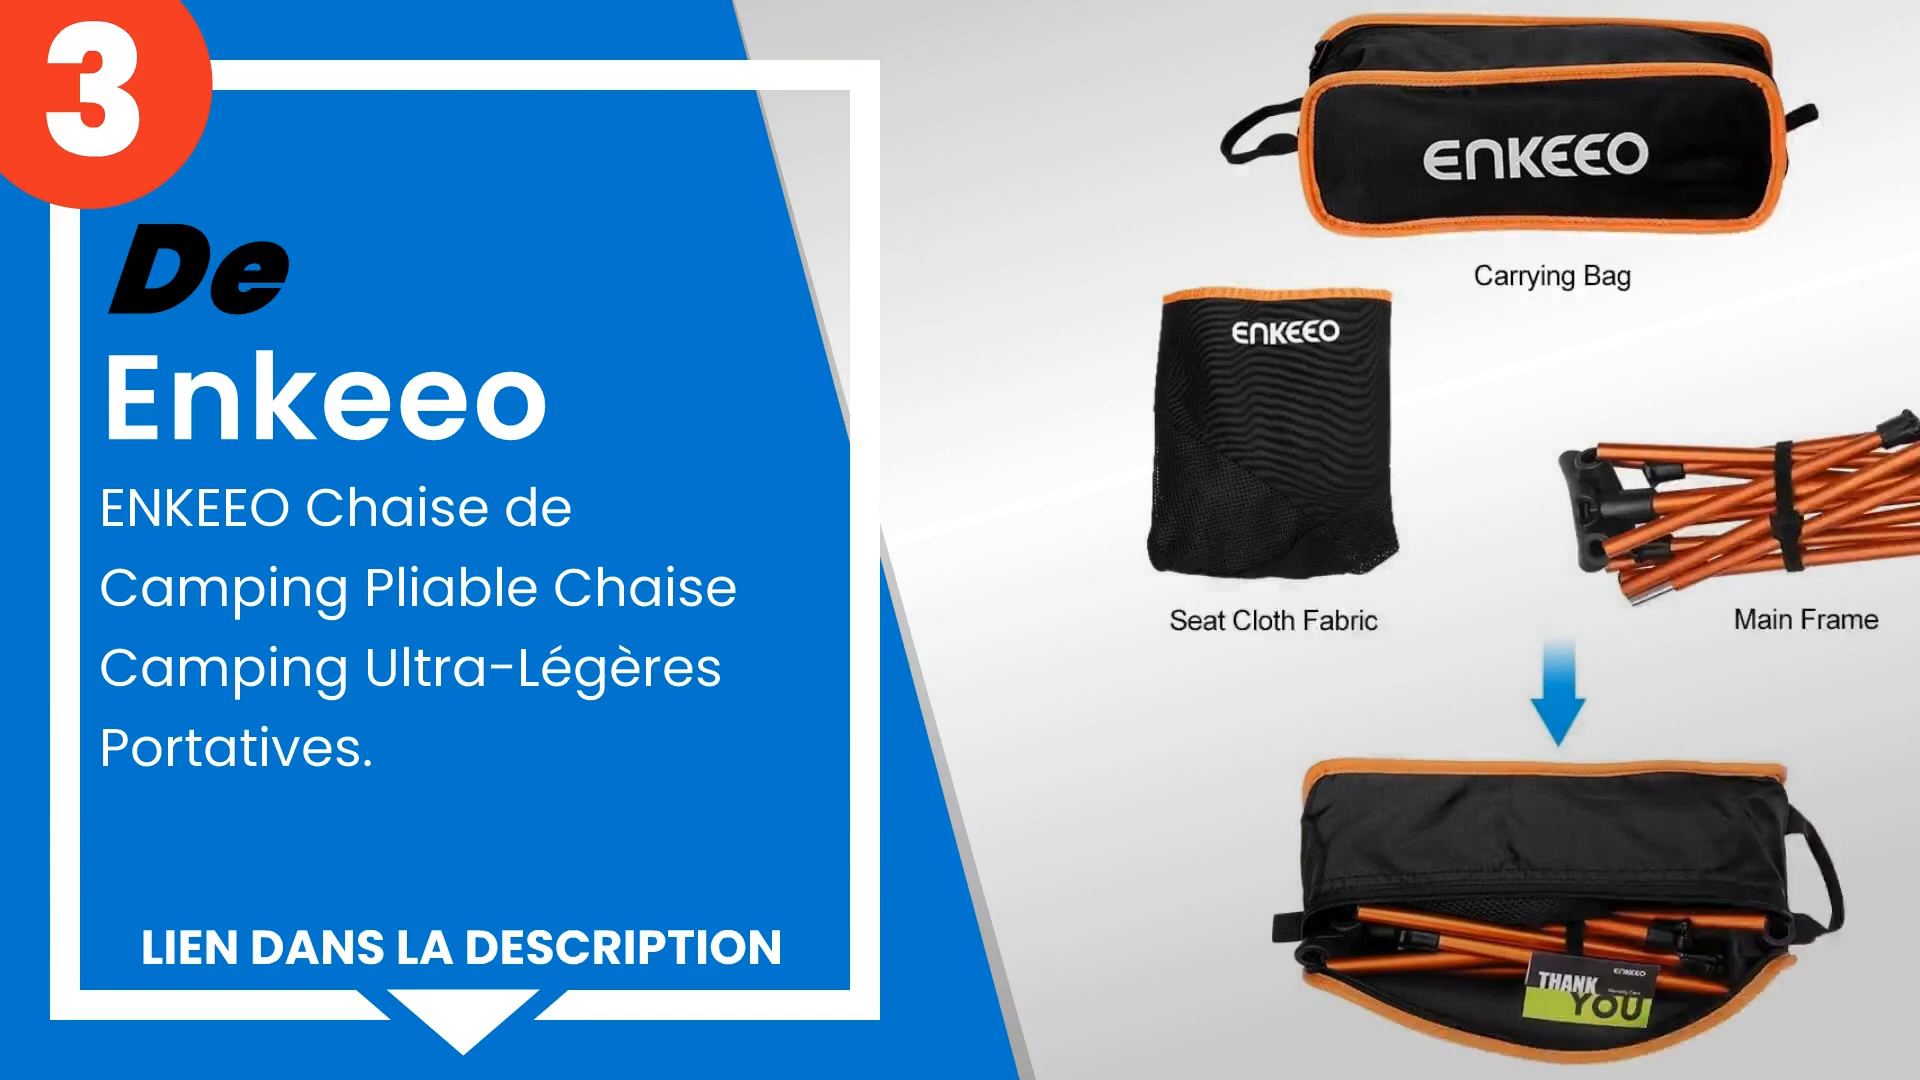 3
De
Enkeeo
ENKEEO Chaise de
Camping Pliable Chaise
Camping Ultra-Légères
Portatives.
LIEN DANS LA DESCRIPTION
ENKEEO
Carrying Bag
ENKEEO
Seat Cloth Fabric
Main Frame
ENKEEO
THANK
YOU